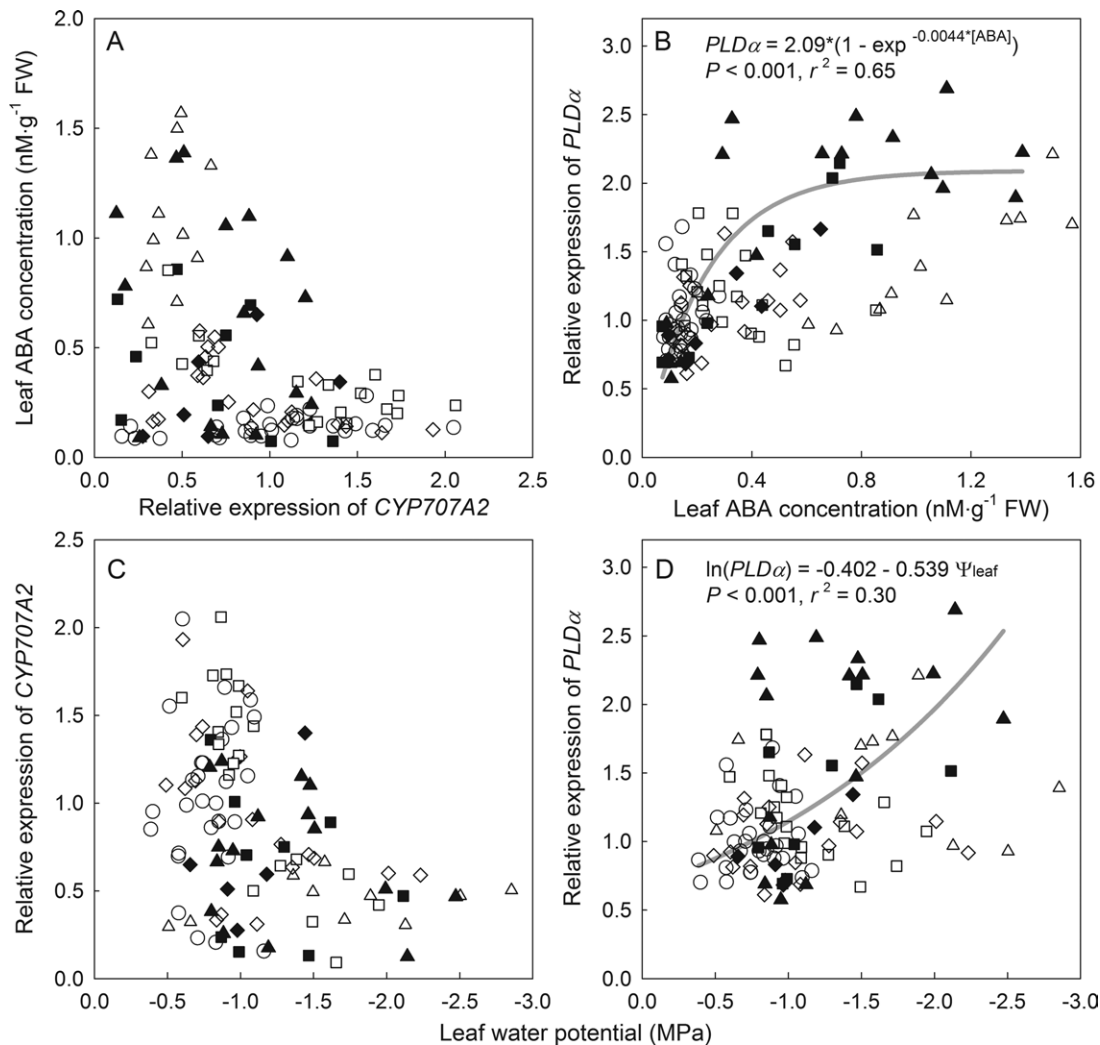 A
Leaf ABA concentration (nM·g⁻¹ FW)
2.0
1.5
1.0
0.5
0.0
0.0 0.5 1.0 1.5 2.0 2.5
Relative expression of CYP707A2
B
PLDα = 2.09*(1 - exp ^-0.0044*[ABA])
P < 0.001, r² = 0.65
Relative expression of PLDα
3.0
2.5
2.0
1.5
1.0
0.5
0.0
0.0 0.4 0.8 1.2 1.6
Leaf ABA concentration (nM·g⁻¹ FW)
C
Relative expression of CYP707A2
2.5
2.0
1.5
1.0
0.5
0.0
0.0 -0.5 -1.0 -1.5 -2.0 -2.5 -3.0
D
ln(PLDα) = -0.402 - 0.539 Ψleaf
P < 0.001, r² = 0.30
Relative expression of PLDα
3.0
2.5
2.0
1.5
1.0
0.5
0.0
-0.5 -1.0 -1.5 -2.0 -2.5 -3.0
Leaf water potential (MPa)